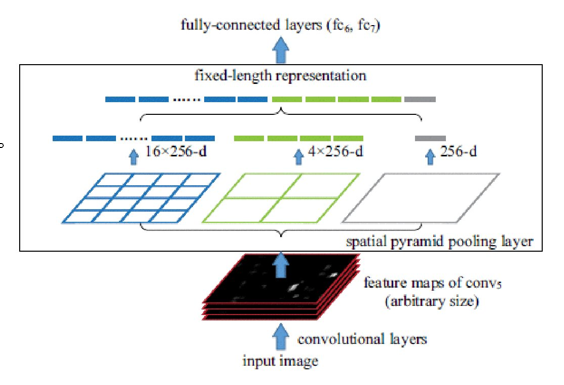 fully-connected layers (fc₆, fc₇)
fixed-length representation
......
......
16×256-d
4×256-d
256-d
spatial pyramid pooling layer
feature maps of conv₅
(arbitrary size)
convolutional layers
input image